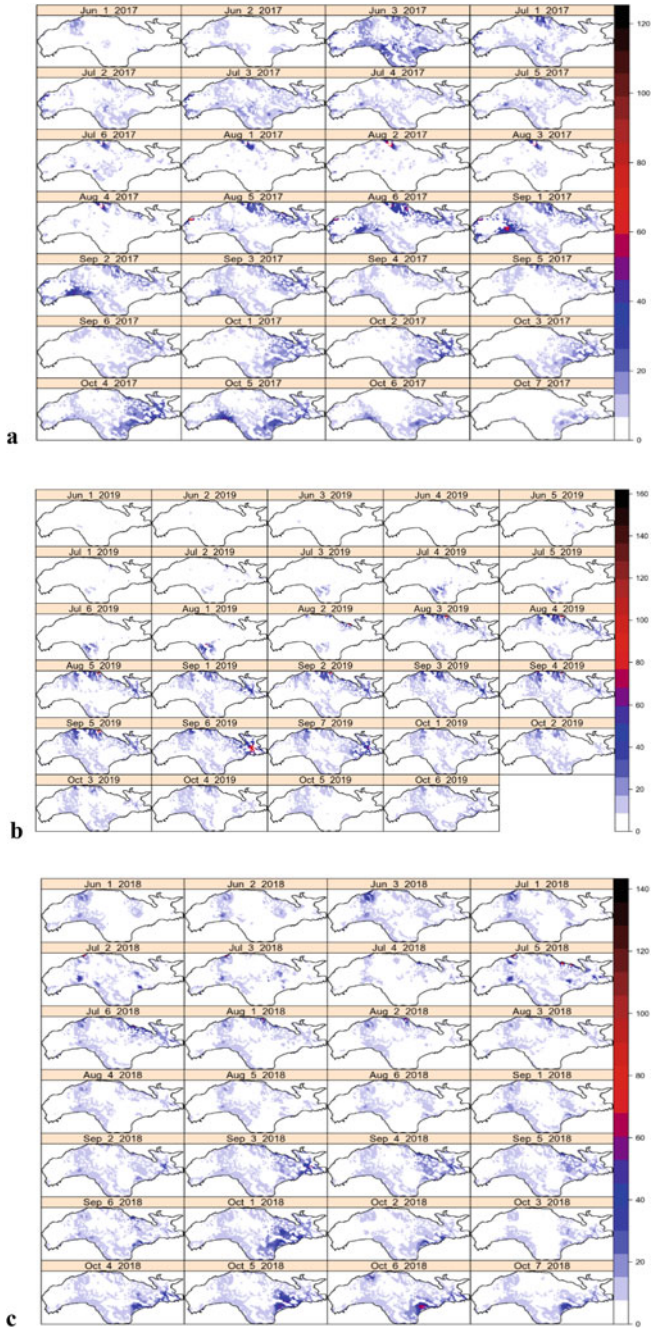 Jun_1_2017 Jun_2_2017 Jun_3_2017 Jul_1_2017
Jul_2_2017 Jul_3_2017 Jul_4_2017 Jul_5_2017
Jul_6_2017 Aug_1_2017 Aug_2_2017 Aug_3_2017
Aug_4_2017 Aug_5_2017 Aug_6_2017 Sep_1_2017
Sep_2_2017 Sep_3_2017 Sep_4_2017 Sep_5_2017
Sep_6_2017 Oct_1_2017 Oct_2_2017 Oct_3_2017
Oct_4_2017 Oct_5_2017 Oct_6_2017 Oct_7_2017
120
100
80
60
40
20
0
a
Jun_1_2019 Jun_2_2019 Jun_3_2019 Jun_4_2019 Jun_5_2019
Jul_1_2019 Jul_2_2019 Jul_3_2019 Jul_4_2019 Jul_5_2019
Jul_6_2019 Aug_1_2019 Aug_2_2019 Aug_3_2019 Aug_4_2019
Aug_5_2019 Sep_1_2019 Sep_2_2019 Sep_3_2019 Sep_4_2019
Sep_5_2019 Sep_6_2019 Sep_7_2019 Oct_1_2019 Oct_2_2019
Oct_3_2019 Oct_4_2019 Oct_5_2019 Oct_6_2019
160
140
120
100
80
60
40
20
0
b
Jun_1_2018 Jun_2_2018 Jun_3_2018 Jul_1_2018
Jul_2_2018 Jul_3_2018 Jul_4_2018 Jul_5_2018
Jul_6_2018 Aug_1_2018 Aug_2_2018 Aug_3_2018
Aug_4_2018 Aug_5_2018 Aug_6_2018 Sep_1_2018
Sep_2_2018 Sep_3_2018 Sep_4_2018 Sep_5_2018
Sep_6_2018 Oct_1_2018 Oct_2_2018 Oct_3_2018
Oct_4_2018 Oct_5_2018 Oct_6_2018 Oct_7_2018
140
120
100
80
60
40
20
0
c